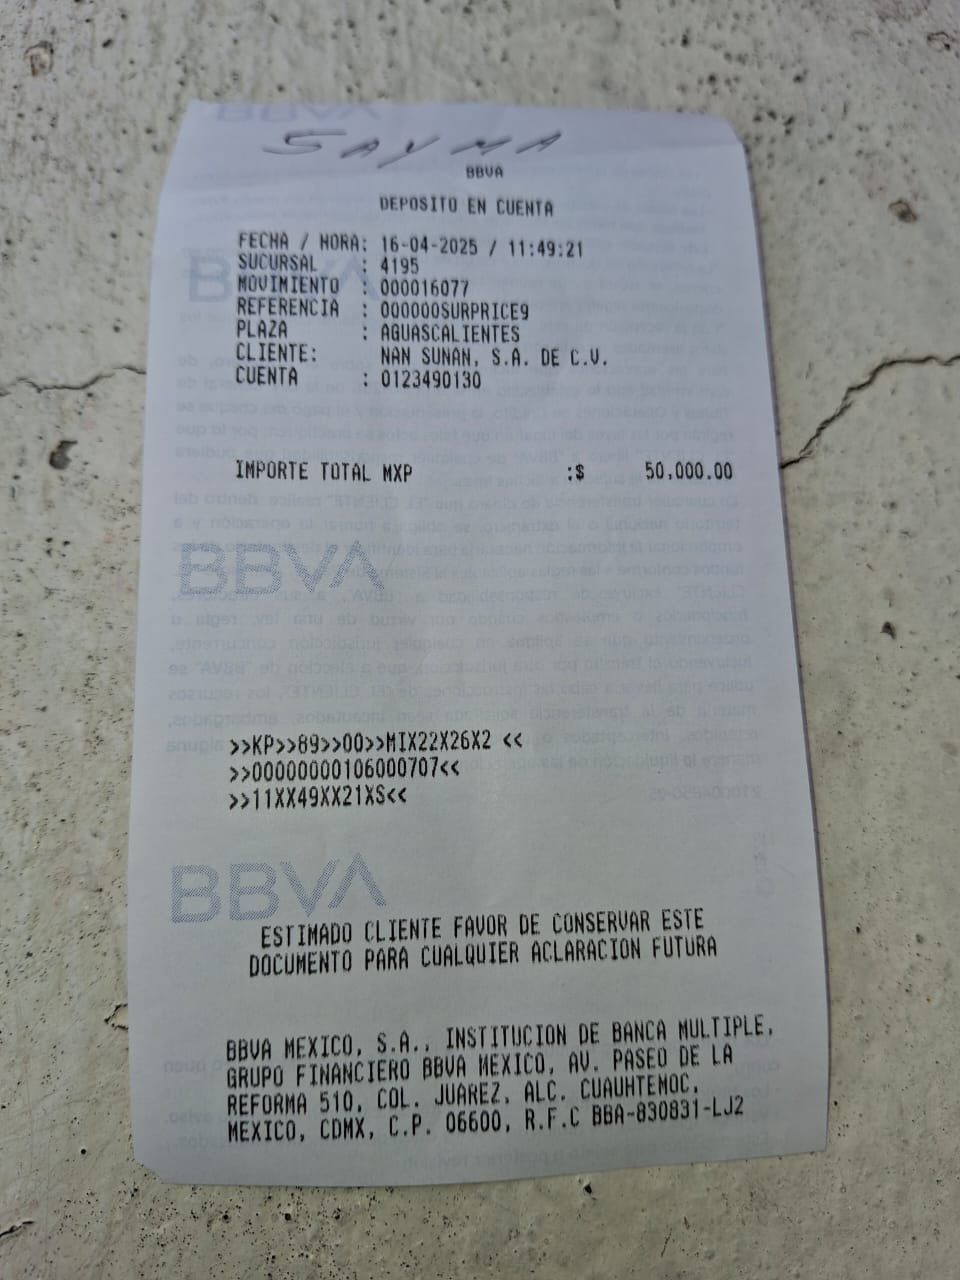 SAYMA
BBVA
DEPOSITO EN CUENTA
FECHA / HORA: 16-04-2025 / 11:49:21
SUCURSAL : 4195
MOVIMIENTO : 000016077
REFERENCIA : 000000SURPRICE9
PLAZA : AGUASCALIENTES
CLIENTE: NAN SUNAN, S.A. DE C.V.
CUENTA : 0123490130
IMPORTE TOTAL MXP :$ 50,000.00
BBVA
>>KP>>89>>00>>MIX22X26X2 <<
>>00000000106000707<<
>>11XX49XX21XS<<
BBVA
ESTIMADO CLIENTE FAVOR DE CONSERVAR ESTE
DOCUMENTO PARA CUALQUIER ACLARACION FUTURA
BBVA MEXICO, S.A., INSTITUCION DE BANCA MULTIPLE,
GRUPO FINANCIERO BBVA MEXICO, AV. PASEO DE LA
REFORMA 510, COL. JUAREZ, ALC. CUAUHTEMOC,
MEXICO, CDMX, C.P. 06600, R.F.C BBA-830831-LJ2